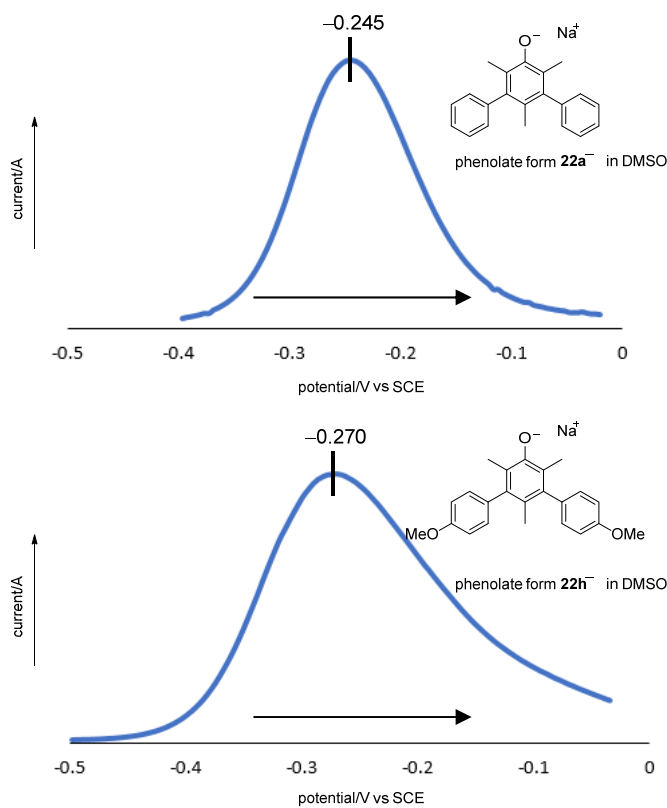 −0.245
O− Na+
phenolate form 22a− in DMSO
current/A
-0.5 -0.4 -0.3 -0.2 -0.1 0
potential/V vs SCE
−0.270
O− Na+
MeO
OMe
phenolate form 22h− in DMSO
current/A
-0.5 -0.4 -0.3 -0.2 -0.1 0
potential/V vs SCE